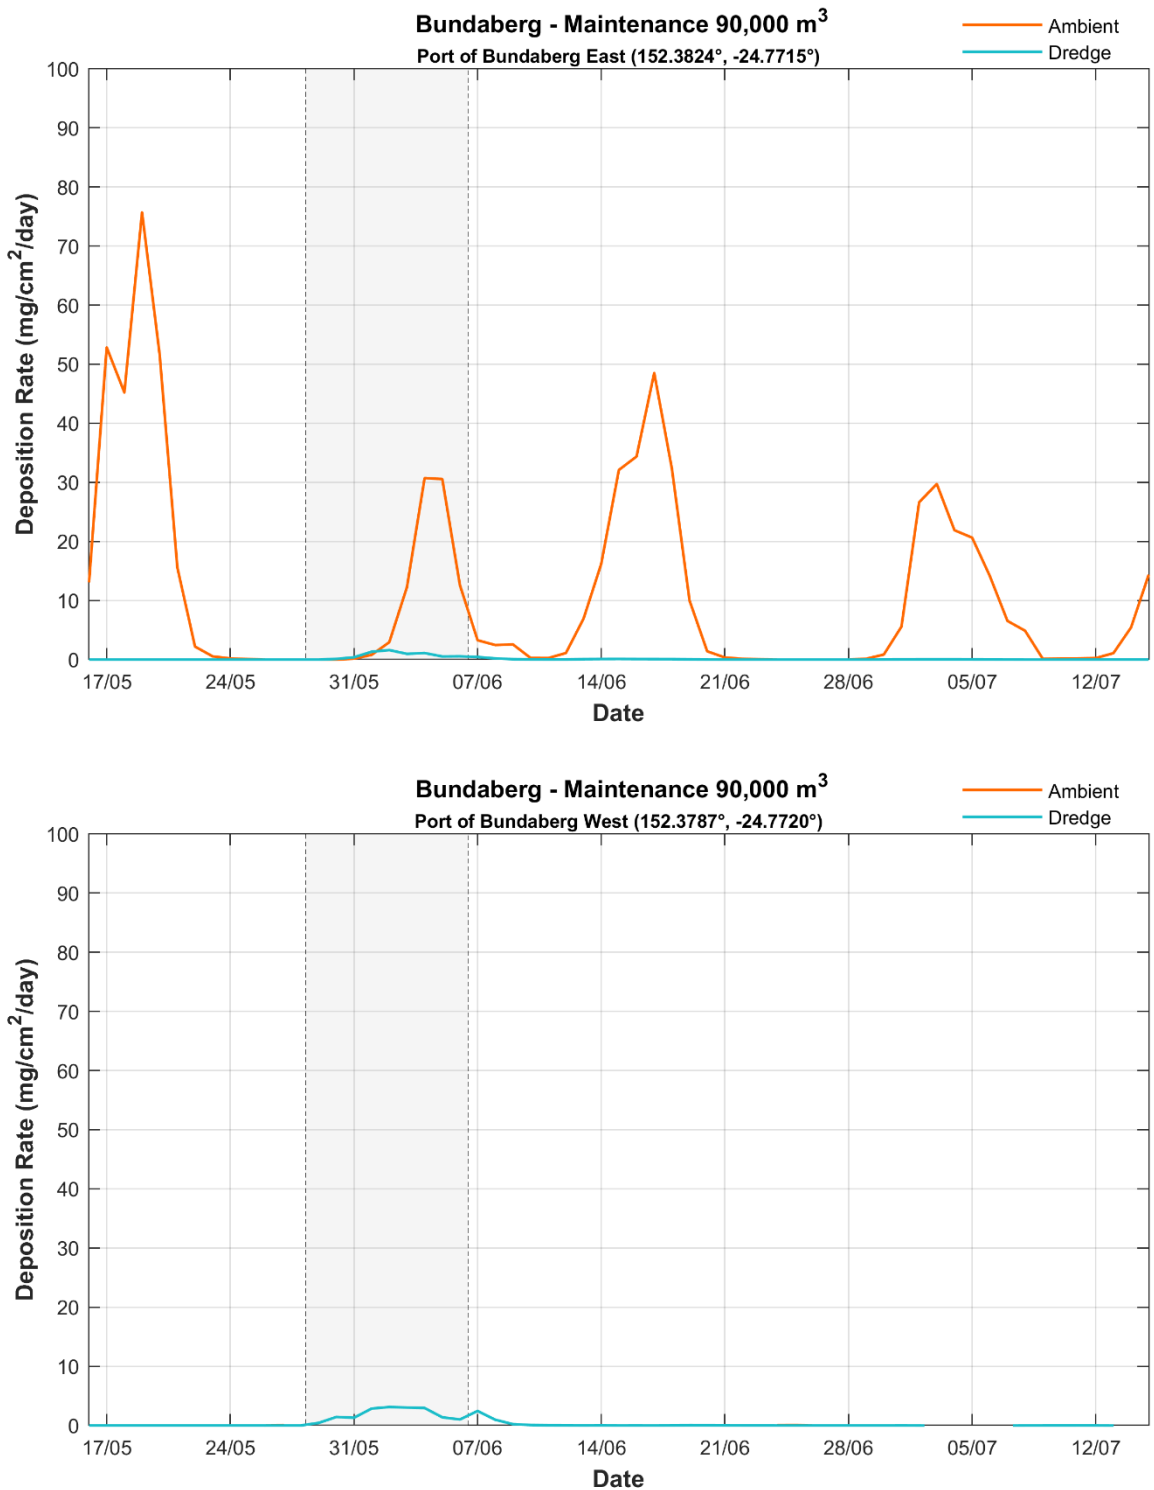 Bundaberg - Maintenance 90,000 m³
Port of Bundaberg East (152.3824°, -24.7715°)
Ambient
Dredge
100
90
80
70
60
50
40
30
20
10
0
Deposition Rate (mg/cm²/day)
17/05 24/05 31/05 07/06 14/06 21/06 28/06 05/07 12/07
Date
Bundaberg - Maintenance 90,000 m³
Port of Bundaberg West (152.3787°, -24.7720°)
Ambient
Dredge
100
90
80
70
60
50
40
30
20
10
0
Deposition Rate (mg/cm²/day)
17/05 24/05 31/05 07/06 14/06 21/06 28/06 05/07 12/07
Date